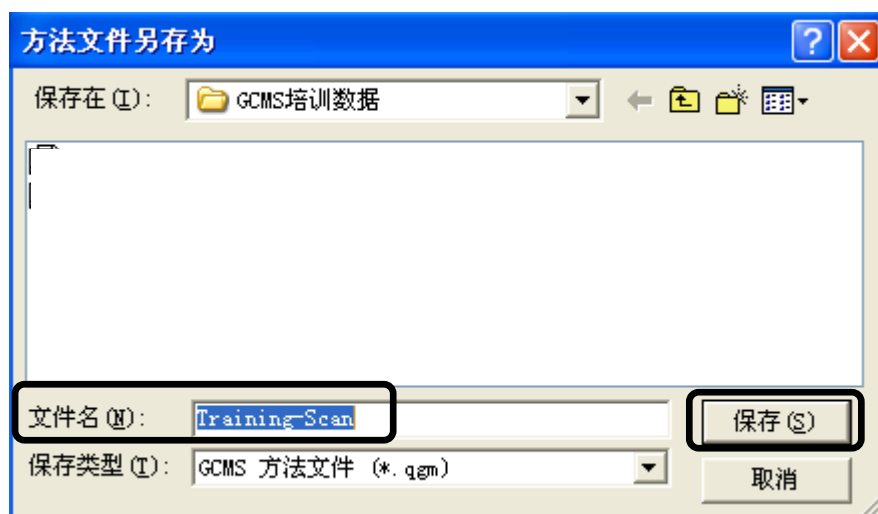 方法文件另存为
保存在(I):
GCMS培训数据
文件名(N):
Training-Scan
保存(S)
保存类型(T):
GCMS 方法文件 (*.qgm)
取消